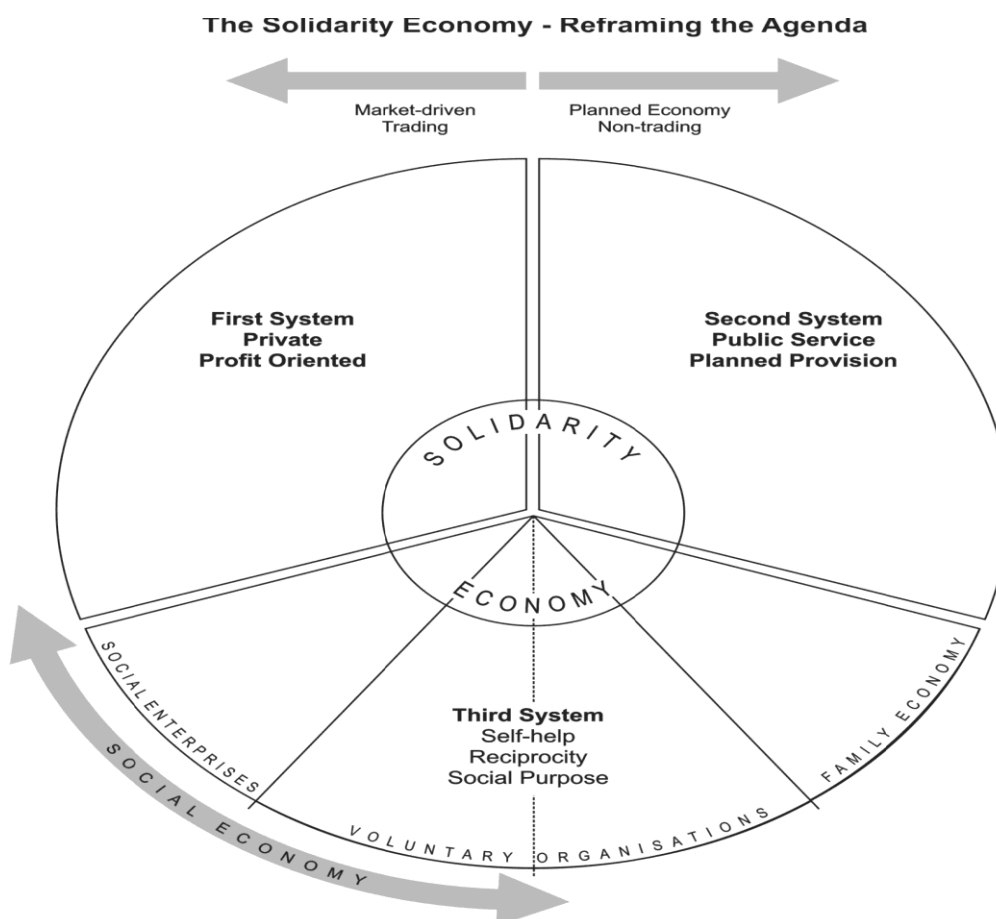 The Solidarity Economy - Reframing the Agenda
Market-driven
Trading
Planned Economy
Non-trading
First System
Private
Profit Oriented
Second System
Public Service
Planned Provision
SOLIDARITY
ECONOMY
Third System
Self-help
Reciprocity
Social Purpose
SOCIAL ENTERPRISES
VOLUNTARY ORGANISATIONS
FAMILY ECONOMY
SOCIAL ECONOMY